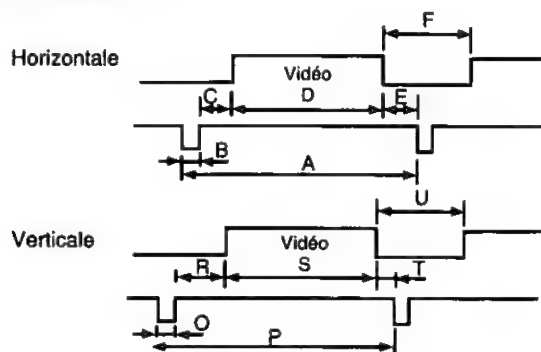 F
Horizontale
Vidéo
C D E
B
A
U
Verticale
Vidéo
R S T
O
P